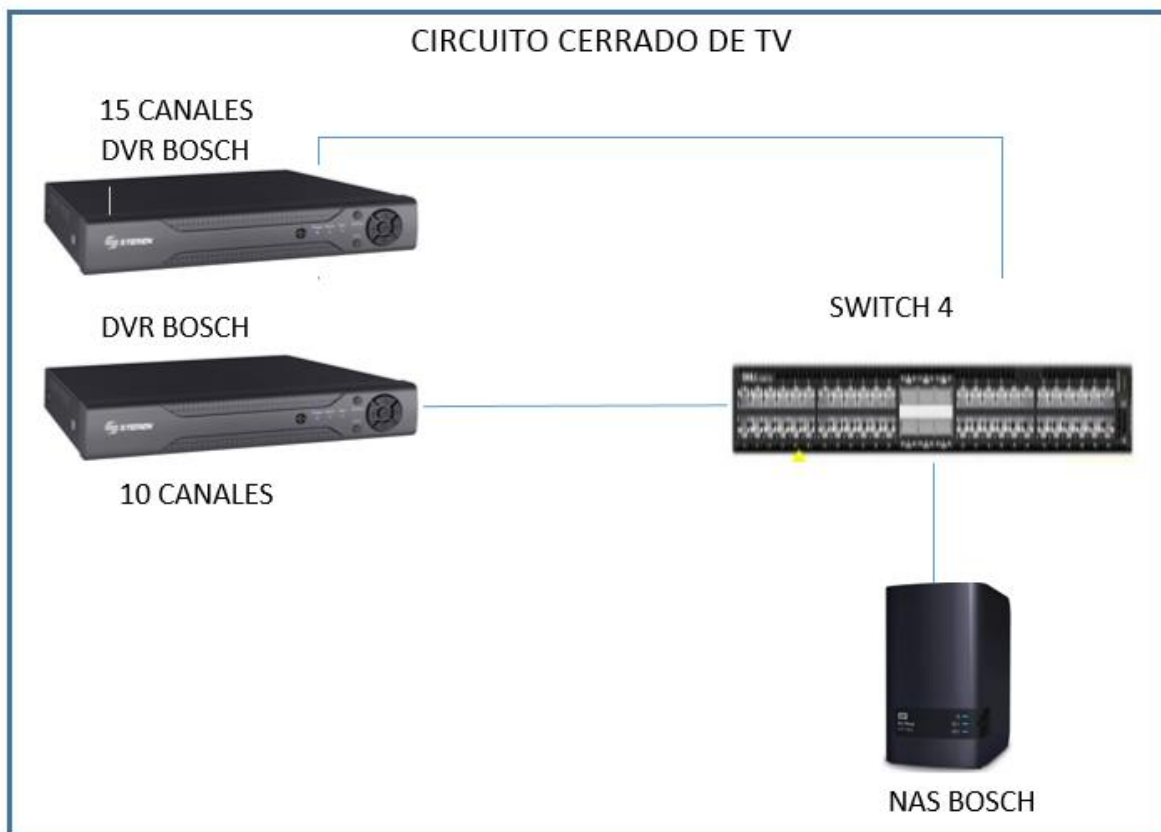 CIRCUITO CERRADO DE TV
15 CANALES
DVR BOSCH
DVR BOSCH
10 CANALES
SWITCH 4
NAS BOSCH